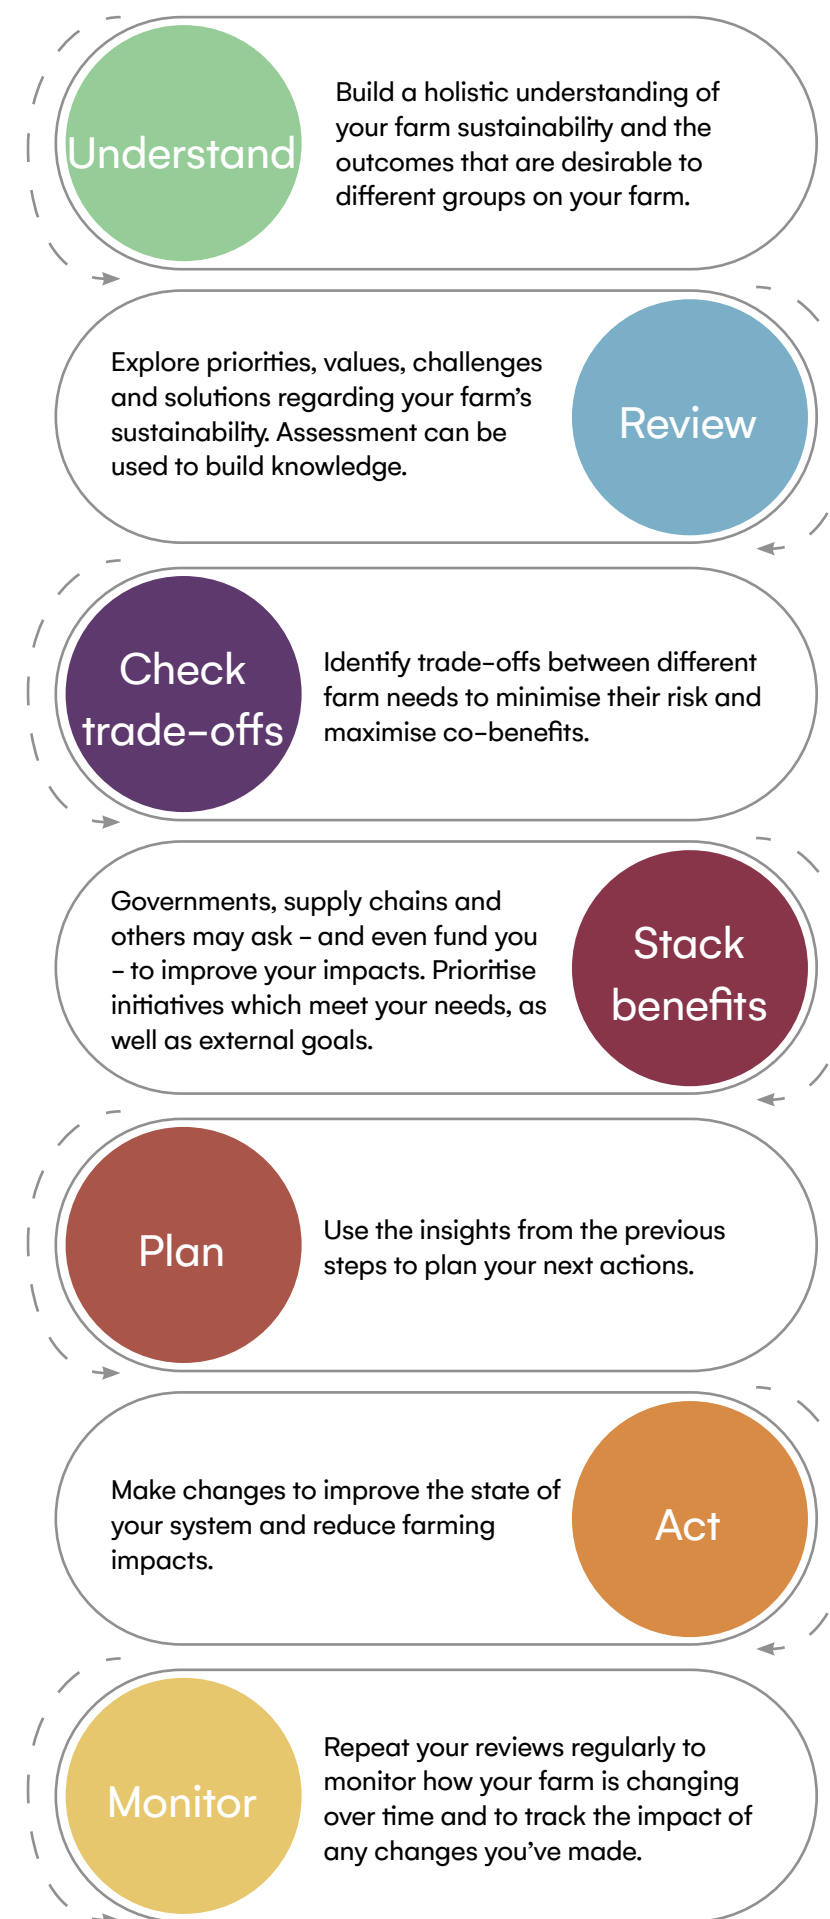 Understand
Build a holistic understanding of
your farm sustainability and the
outcomes that are desirable to
different groups on your farm.
Explore priorities, values, challenges
and solutions regarding your farm’s
sustainability. Assessment can be
used to build knowledge.
Review
Check
trade-offs
Identify trade-offs between different
farm needs to minimise their risk and
maximise co-benefits.
Governments, supply chains and
others may ask – and even fund you
– to improve your impacts. Prioritise
initiatives which meet your needs, as
well as external goals.
Stack
benefits
Plan
Use the insights from the previous
steps to plan your next actions.
Make changes to improve the state of
your system and reduce farming
impacts.
Act
Monitor
Repeat your reviews regularly to
monitor how your farm is changing
over time and to track the impact of
any changes you’ve made.